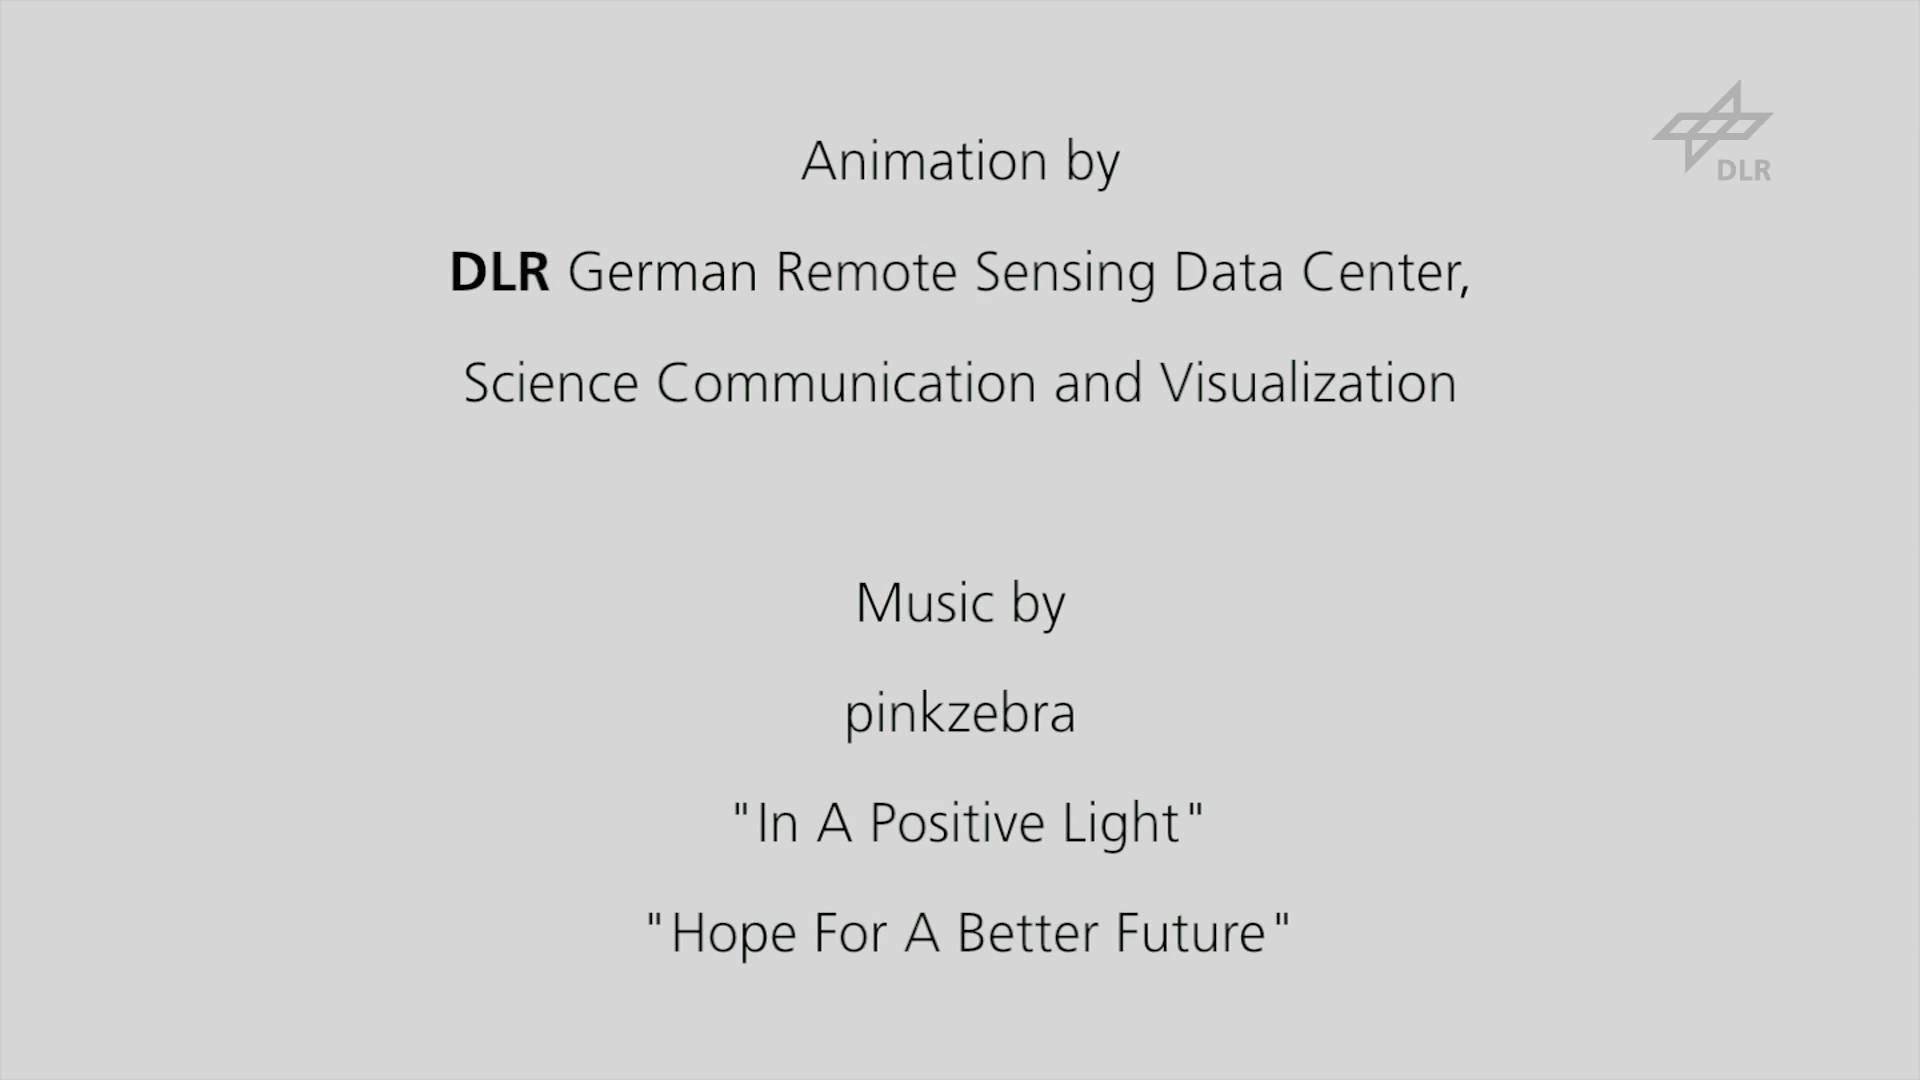 DLR
Animation by
DLR German Remote Sensing Data Center,
Science Communication and Visualization
Music by
pinkzebra
"In A Positive Light"
"Hope For A Better Future"